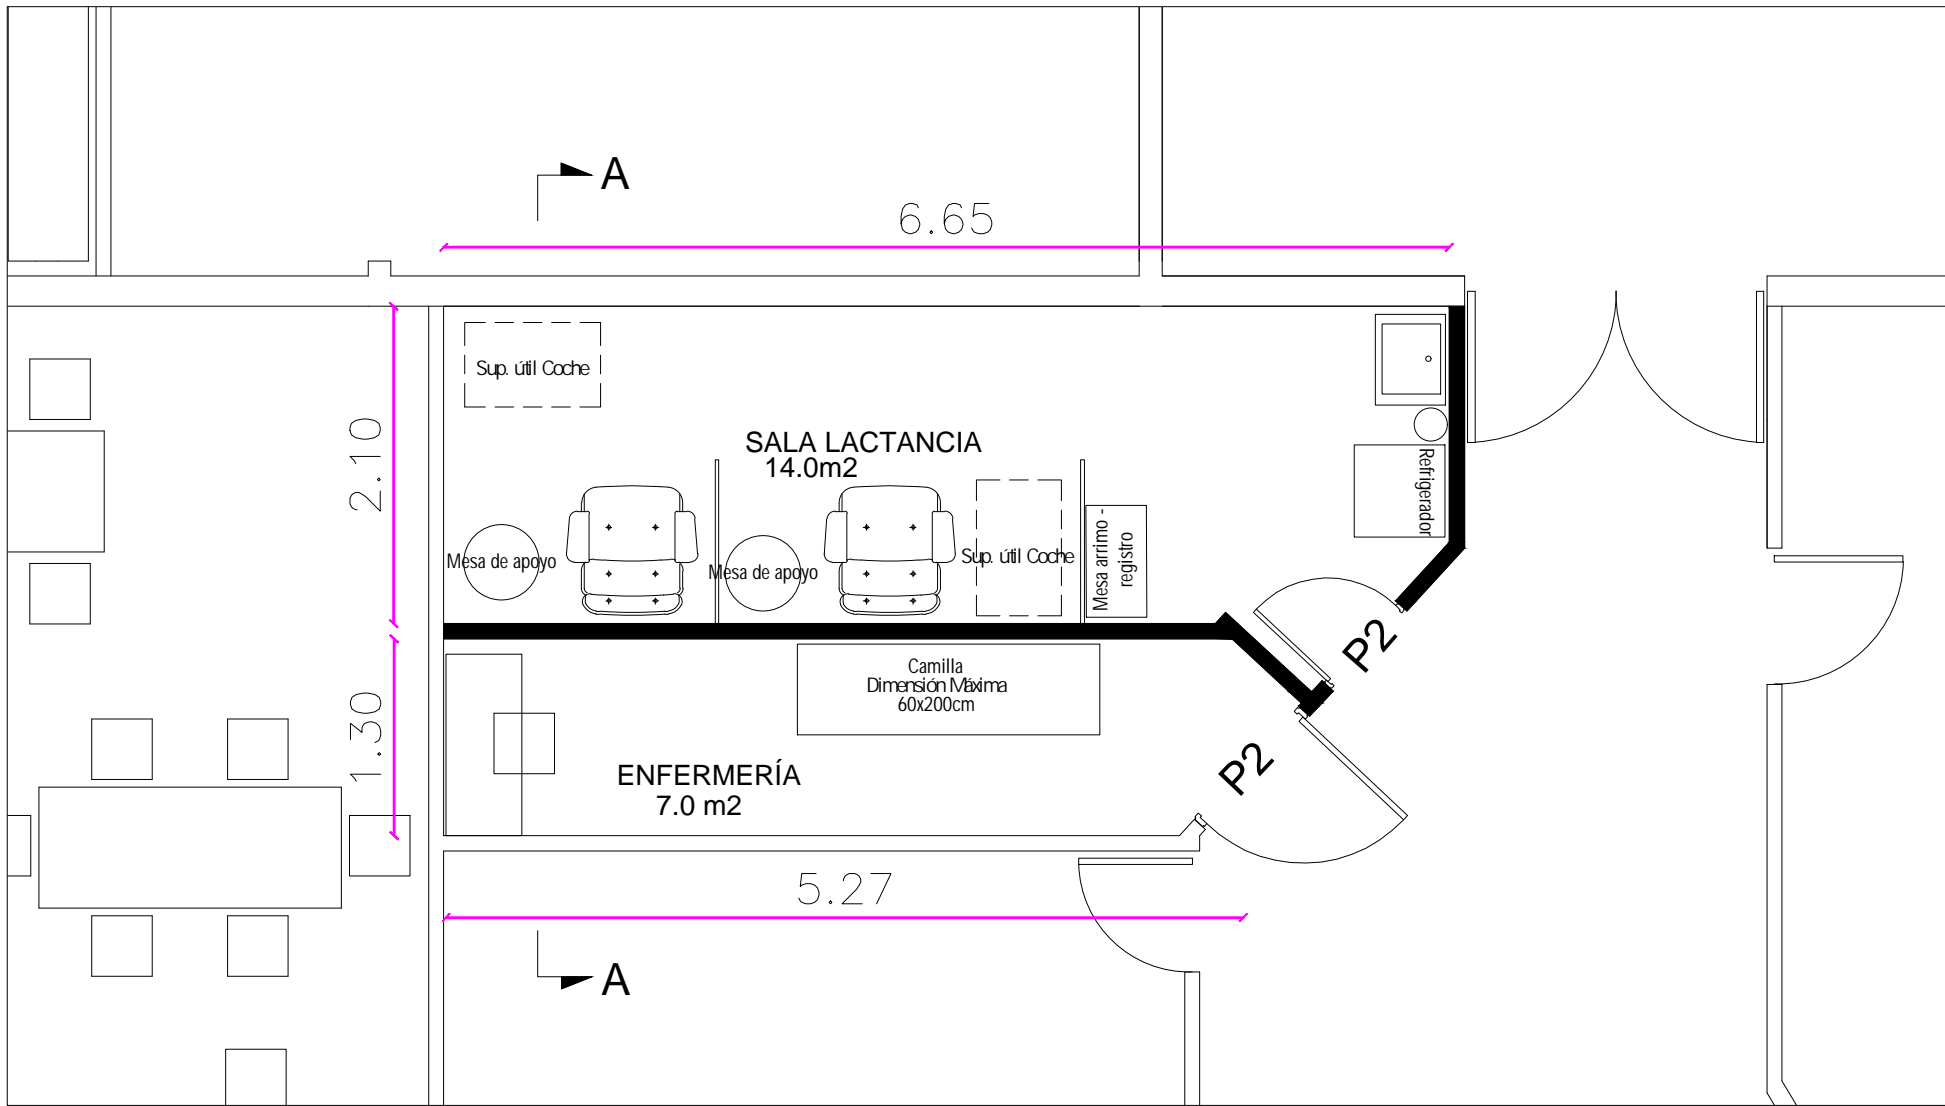 A
6.65
Sup. útil Coche
2.10
SALA LACTANCIA
14.0m2
Refrigerador
Mesa de apoyo
Mesa de apoyo
Sup. útil Coche
Mesa arrimo -
registro
P2
Camilla
Dimensión Máxima
60x200cm
1.30
P2
ENFERMERÍA
7.0 m2
5.27
A